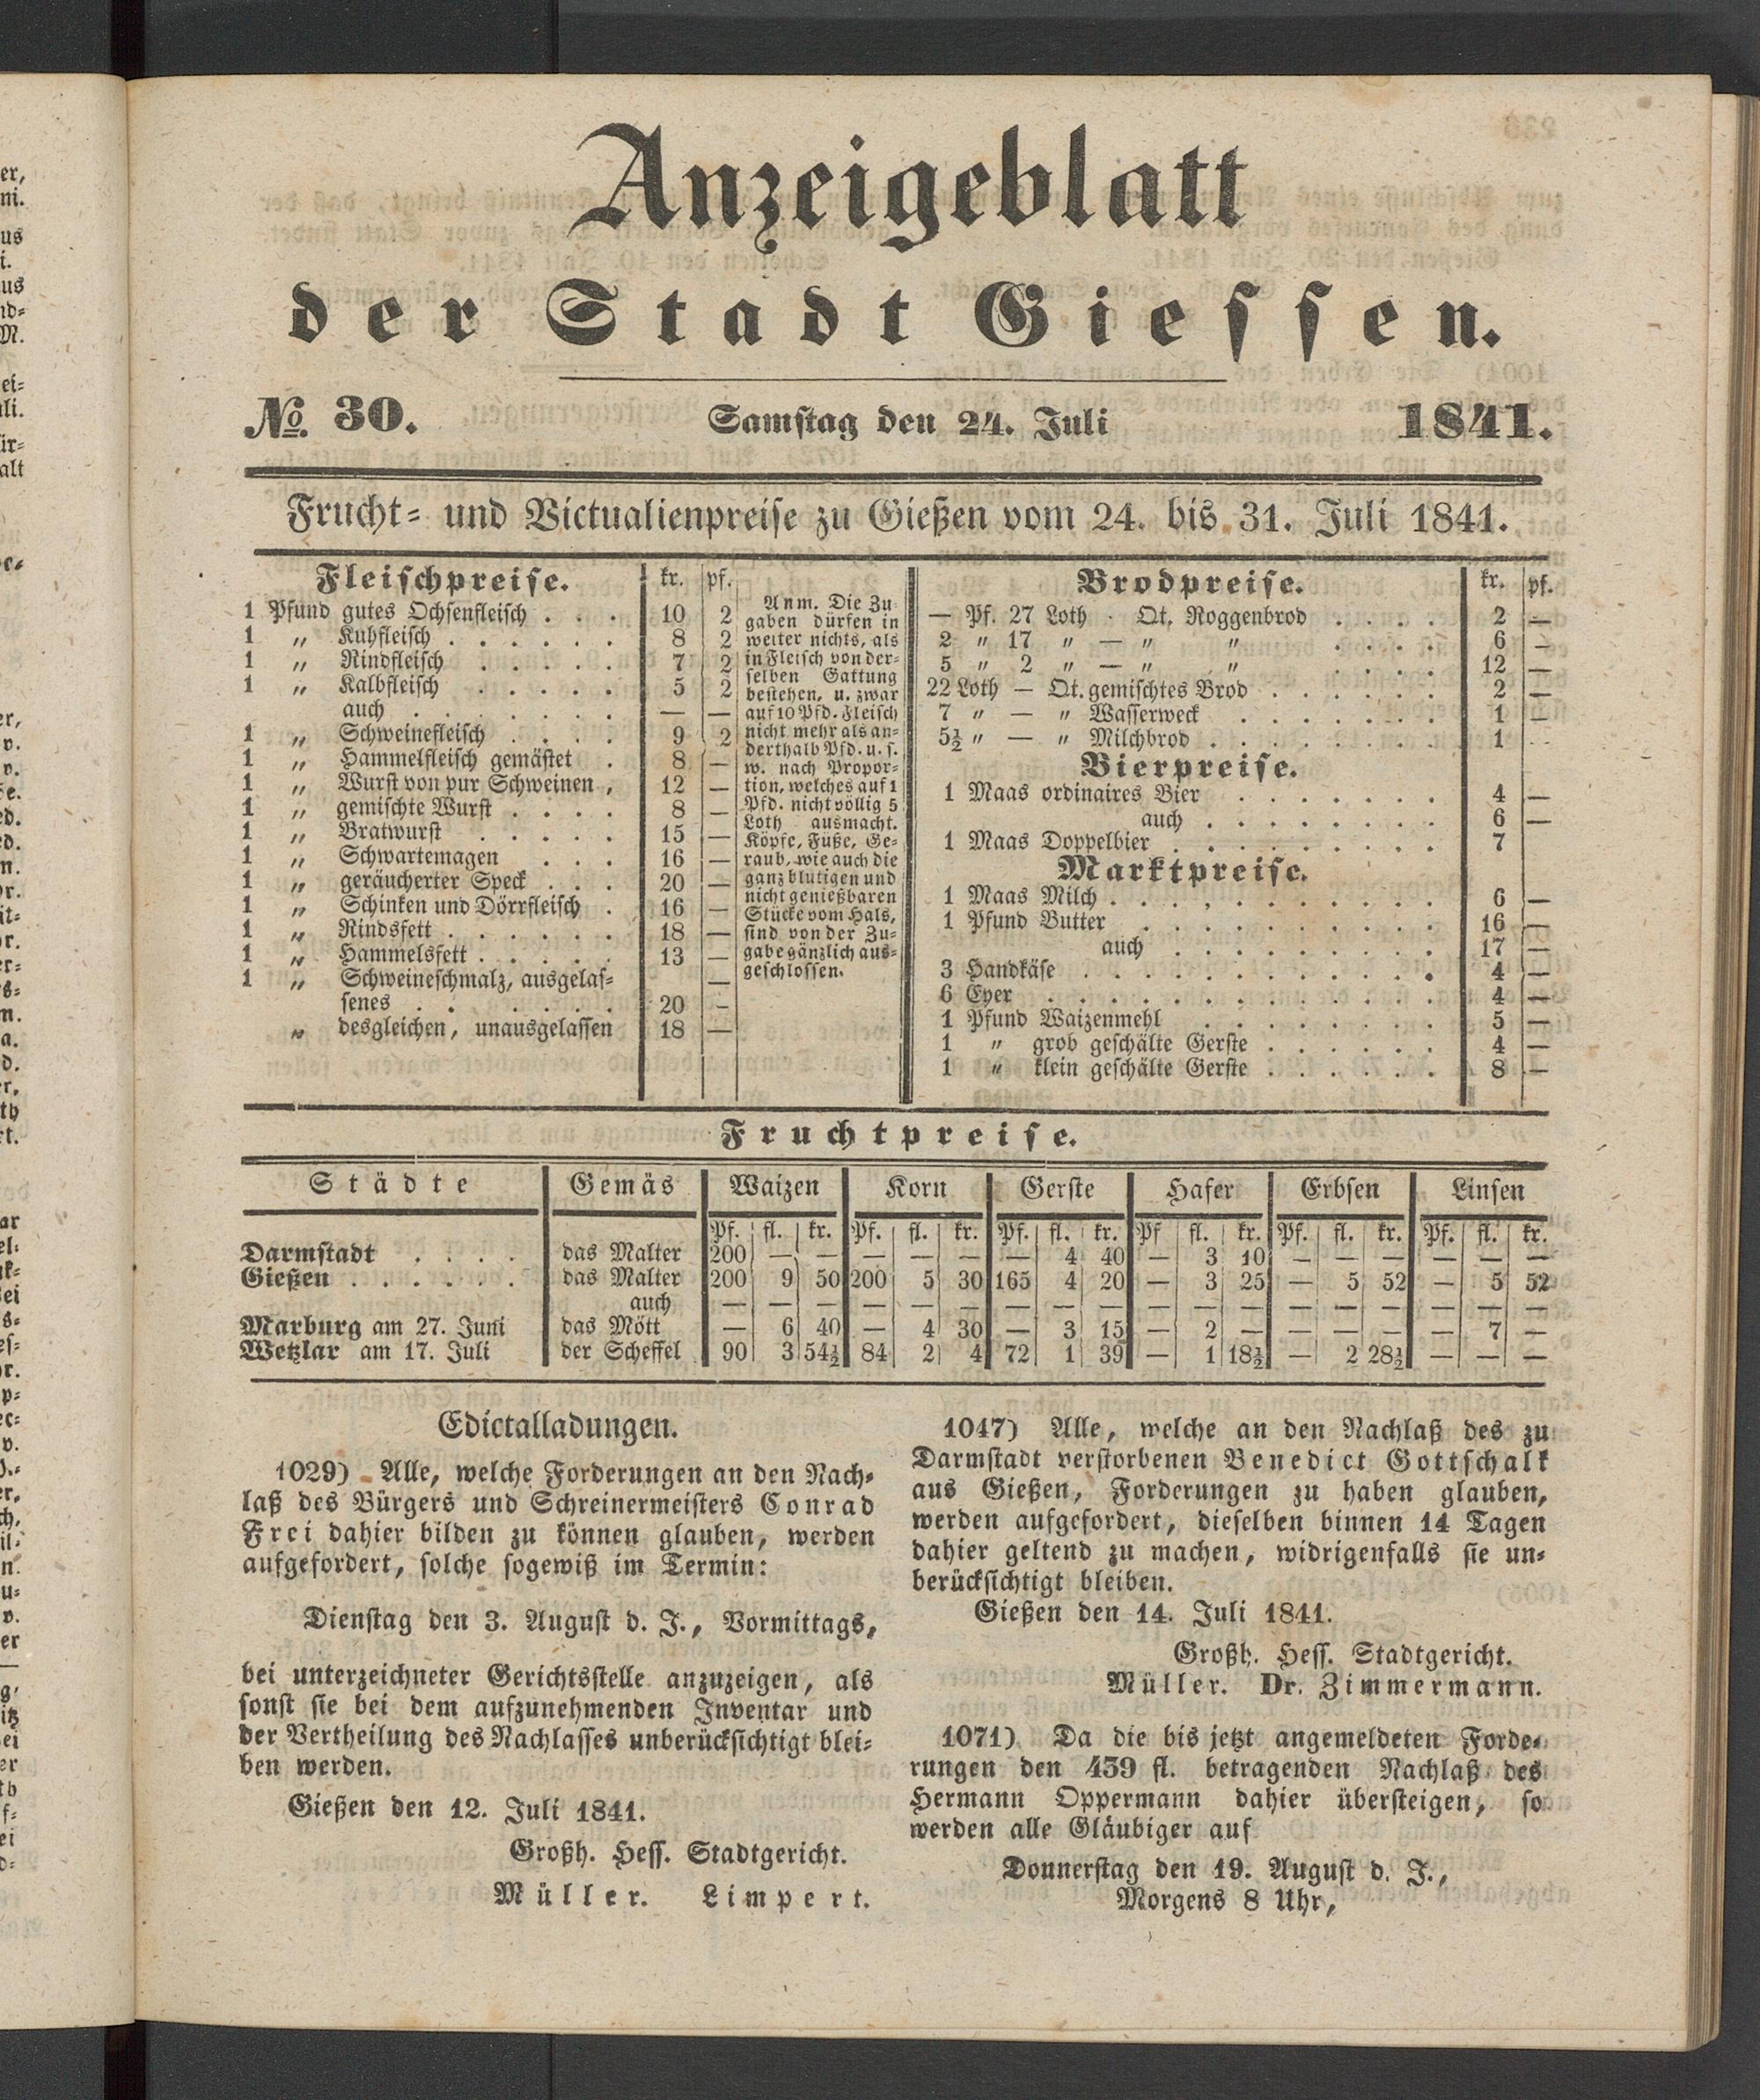 Anzeigeblatt
der Stadt Giessen.
No. 30. Samstag den 24. Juli 1841.
Frucht- und Victualienpreise zu Gießen vom 24. bis 31. Juli 1841.
Fleischpreise. kr. pf.
1 Pfund gutes Ochsenfleisch . . . 10 2
1 „ Kuhfleisch . . . . . . 8 2
1 „ Rindfleisch . . . . . 7 2
1 „ Kalbfleisch . . . . . 5 2
auch . . . . . . . — —
1 „ Schweinefleisch . . . . 9 2
1 „ Hammelfleisch gemästet . 8 —
1 „ Wurst von pur Schweinen , 12 —
1 „ gemischte Wurst . . . . 8 —
1 „ Bratwurst . . . . . 15 —
1 „ Schwartemagen . . . 16 —
1 „ geräucherter Speck . . . 20 —
1 „ Schinken und Dörrfleisch . 16 —
1 „ Rindsfett . . . . . . 18 —
1 „ Hammelsfett . . . . . 13 —
1 „ Schweineschmalz, ausgelas- —
senes . . . . . . 20 –
„ desgleichen, unausgelassen 18 —
Anm. Die Zu
gaben dürfen in
weiter nichts, als
in Fleisch von der-
selben Gattung
bestehen, u. zwar
auf 10 Pfd. Fleisch
nicht mehr als an-
derthalb Pfd. u. s.
w. nach Propor-
tion, welches auf 1
Pfd. nicht völlig 5
Loth ausmacht.
Köpfe, Füße, Ge-
raub, wie auch die
ganz blutigen und
nicht genießbaren
Stücke vom Hals,
sind von der Zu-
gabe gänzlich aus-
geschlossen.
Brodpreise. kr. pf.
— Pf. 27 Loth · Qt. Roggenbrod . . . . 2 —
2 „ 17 „ — „ „ . . . . 6 —
5 „ 2 „ — „ „ . . . . 12 —
22 Loth — Qt. gemischtes Brod . . . . . . 2 —
7 „ — „ Wasserweck . . . . . . 1 —
5½ „ — „ Milchbrod . . . . . . . 1
Bierpreise.
1 Maas ordinaires Bier . . . . . . . 4 —
auch . . . . . . . . 6 —
1 Maas Doppelbier . . . . . . . . . 7
Marktpreise.
1 Maas Milch . . . . . . . . . . . 6 —
1 Pfund Butter . . . . . . . . . . 16 —
auch . . . . . . . . . 17 —
3 Handkäse . . . . . . . . . . . . 4 —
6 Eyer . . . . . . . . . . . . . 4 —
1 Pfund Waizenmehl . . . . . . . . 5 —
1 „ grob geschälte Gerste . . . . . . 4 —
1 „ klein geschälte Gerste . . . . . . 8 —
Fruchtpreise.
Städte Gemäs Waizen Korn Gerste Hafer Erbsen Linsen
Pf. fl. kr. Pf. fl. kr. Pf. fl. kr. Pf fl. kr. Pf. fl. kr. Pf. fl. kr.
Darmstadt . . . . das Malter 200 — — — — — — 4 40 — 3 10 — — — — — —
Gießen . . . . . . das Malter 200 9 50 200 5 30 165 4 20 — 3 25 — 5 52 — 5 52
auch — — — — — — — — — — — — — — — — — —
Marburg am 27. Juni das Mött — 6 40 — 4 30 — 3 15 — 2 — — — — — 7 —
Wetzlar am 17. Juli der Scheffel 90 3 54½ 84 2 4 72 1 39 — 1 18½ — 2 28½ — — —
Edictalladungen.
1029) Alle, welche Forderungen an den Nach-
laß des Bürgers und Schreinermeisters Conrad
Frei dahier bilden zu können glauben, werden
aufgefordert, solche sogewiß im Termin:
Dienstag den 3. August d. J., Vormittags,
bei unterzeichneter Gerichtsstelle anzuzeigen, als
sonst sie bei dem aufzunehmenden Inventar und
der Vertheilung des Nachlasses unberücksichtigt blei-
ben werden.
Gießen den 12. Juli 1841.
Großh. Hess. Stadtgericht.
Müller. Limpert.
1047) Alle, welche an den Nachlaß des zu
Darmstadt verstorbenen Benedict Gottschalk
aus Gießen, Forderungen zu haben glauben,
werden aufgefordert, dieselben binnen 14 Tagen
dahier geltend zu machen, widrigenfalls sie un-
berücksichtigt bleiben.
Gießen den 14. Juli 1841.
Großh. Hess. Stadtgericht.
Müller. Dr. Zimmermann.
1071) Da die bis jetzt angemeldeten Forde-
rungen den 439 fl. betragenden Nachlaß des
Hermann Oppermann dahier übersteigen, so
werden alle Gläubiger auf
Donnerstag den 19. August d. J.,
Morgens 8 Uhr,